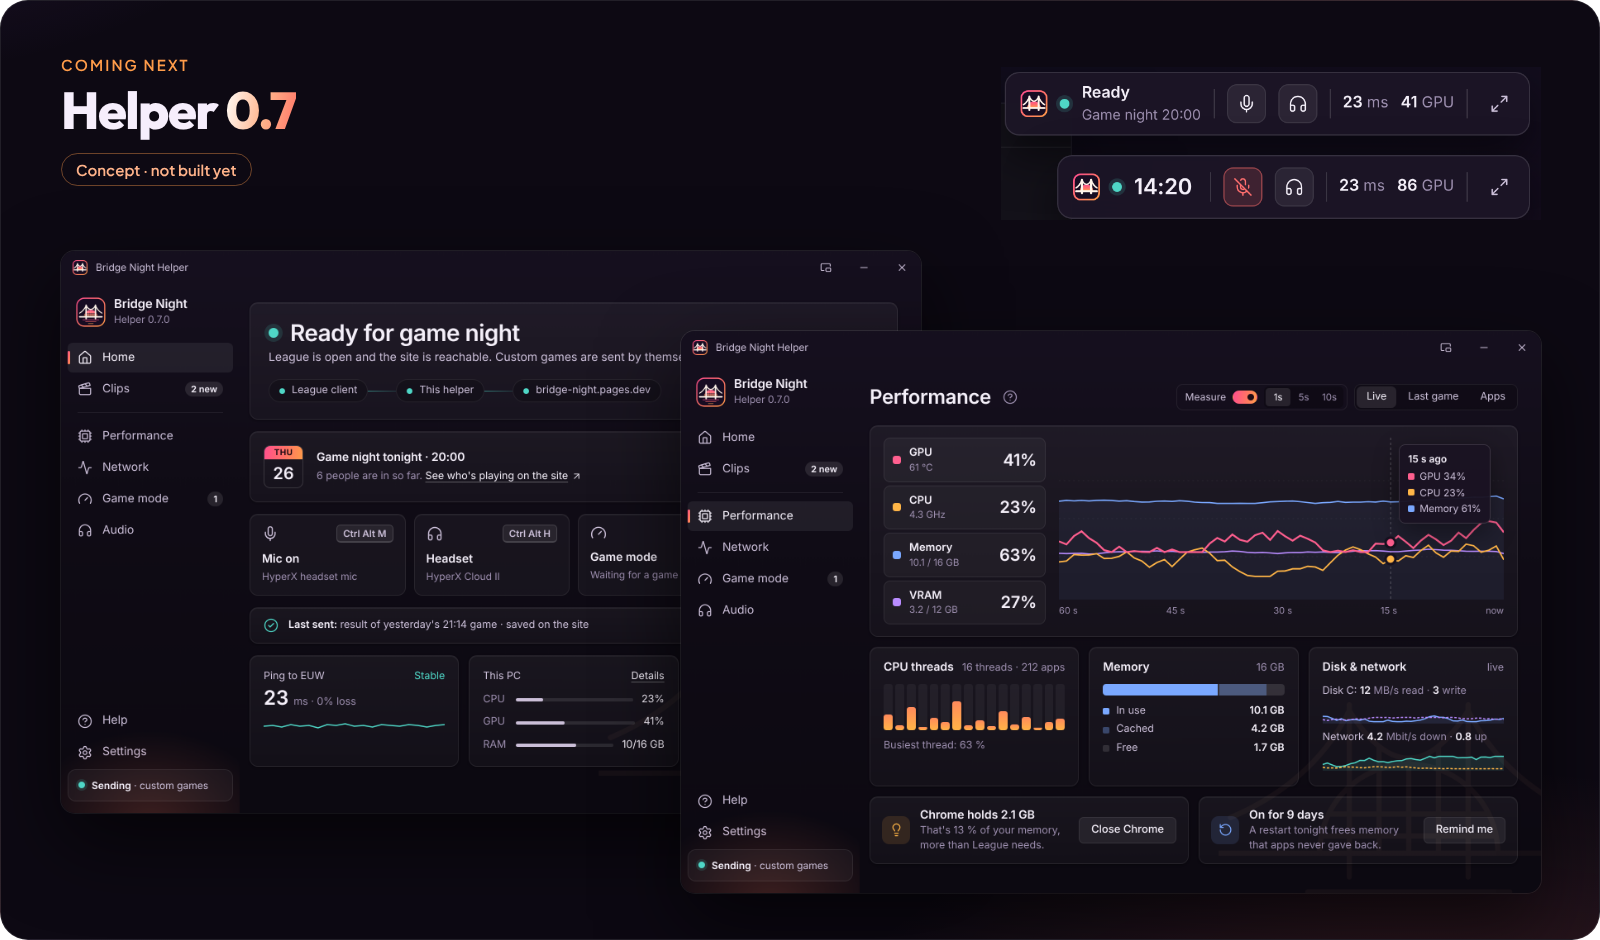 COMING NEXT
Helper 0.7
Concept · not built yet
Ready
Game night 20:00
23 ms 41 GPU
14:20
23 ms 86 GPU
Bridge Night Helper
Bridge Night
Helper 0.7.0
Home
Clips
2 new
Performance
Network
Game mode
1
Audio
Help
Settings
Sending · custom games
Ready for game night
League is open and the site is reachable. Custom games are sent by
League client
This helper
bridge-night.pages.dev
THU
26
Game night tonight · 20:00
6 people are in so far. See who's playing on the site ↗
Ctrl Alt M
Mic on
HyperX headset mic
Ctrl Alt H
Headset
HyperX Cloud II
Game mode
Waiting for a game
Last sent: result of yesterday's 21:14 game · saved on the site
Ping to EUW
Stable
23 ms · 0% loss
This PC
Details
CPU 23%
GPU 41%
RAM 10/16 GB
Bridge Night Helper
Bridge Night
Helper 0.7.0
Home
Clips
2 new
Performance
Network
Game mode
1
Audio
Help
Settings
Sending · custom games
Performance
Measure
1s
5s
10s
Live
Last game
Apps
GPU
61 °C
41%
CPU
4.3 GHz
23%
Memory
10.1 / 16 GB
63%
VRAM
3.2 / 12 GB
27%
15 s ago
GPU 34%
CPU 23%
Memory 61%
60 s
45 s
30 s
15 s
now
CPU threads
16 threads · 212 apps
Busiest thread: 63 %
Memory
16 GB
In use 10.1 GB
Cached 4.2 GB
Free 1.7 GB
Disk & network
live
Disk C: 12 MB/s read · 3 write
Network 4.2 Mbit/s down · 0.8 up
Chrome holds 2.1 GB
That's 13 % of your memory,
more than League needs.
Close Chrome
On for 9 days
A restart tonight frees memory
that apps never gave back.
Remind me